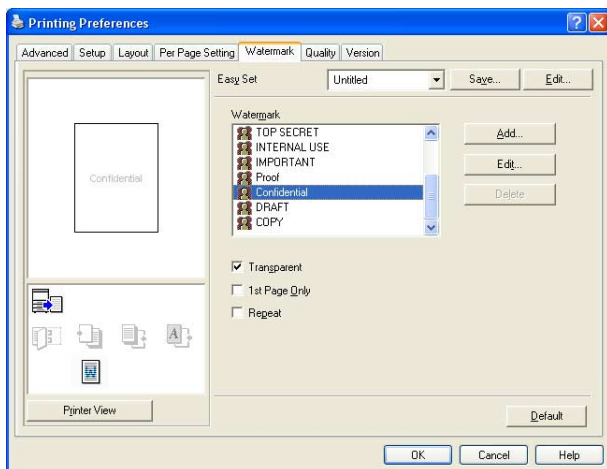 Printing Preferences
Advanced Setup Layout Per Page Setting Watermark Quality Version
Easy Set Untitled Save... Edit...
Watermark
TOP SECRET
INTERNAL USE
IMPORTANT
Proof
Confidential
DRAFT
COPY
Add...
Edit...
Delete
Confidential
Transparent
1st Page Only
Repeat
A
W
Printer View
Default
OK Cancel Help